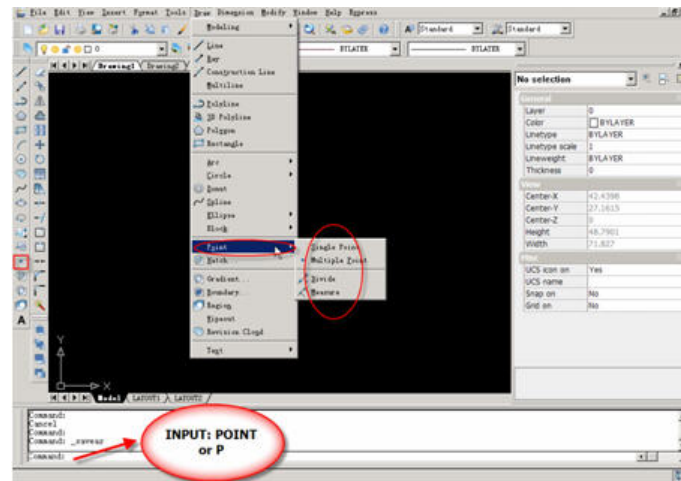 File Edit View Insert Format Tools Draw Dimension Modify Window Help Express
Standard Standard
0 BYLAYER BYLAYER
Drawing1 Drawing2
Modeling
Line
Ray
Construction Line
Multiline
Polyline
3D Polyline
Polygon
Rectangle
Arc
Circle
Donut
Spline
Ellipse
Block
Point
Hatch
Gradient...
Boundary...
Region
Wipeout
Revision Cloud
Text
Single Point
Multiple Point
Divide
Measure
No selection
General
Layer 0
Color BYLAYER
Linetype BYLAYER
Linetype scale 1
Lineweight BYLAYER
Thickness 0
View
Center-X 42.4398
Center-Y 27.1615
Center-Z 0
Height 48.7901
Width 71.827
Misc
UCS icon on Yes
UCS name
Snap on No
Grid on No
A
Y
X
Model LAYOUT1 LAYOUT2
Command:
Cancel
Command:
Command:
Command:
INPUT: POINT
or P